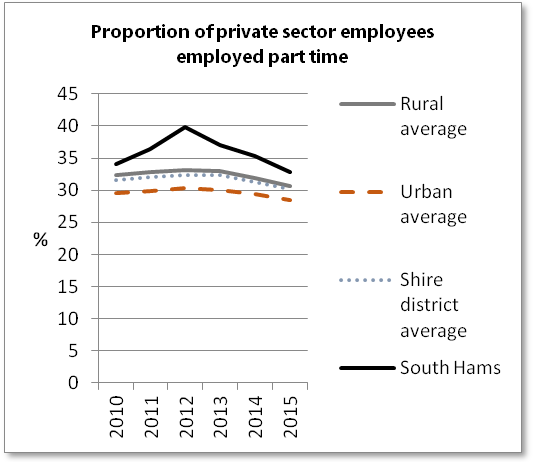 Proportion of private sector employees
employed part time
45
40
35
30
25
20
15
10
5
0
%
2010
2011
2012
2013
2014
2015
Rural
average
Urban
average
Shire
district
average
South Hams